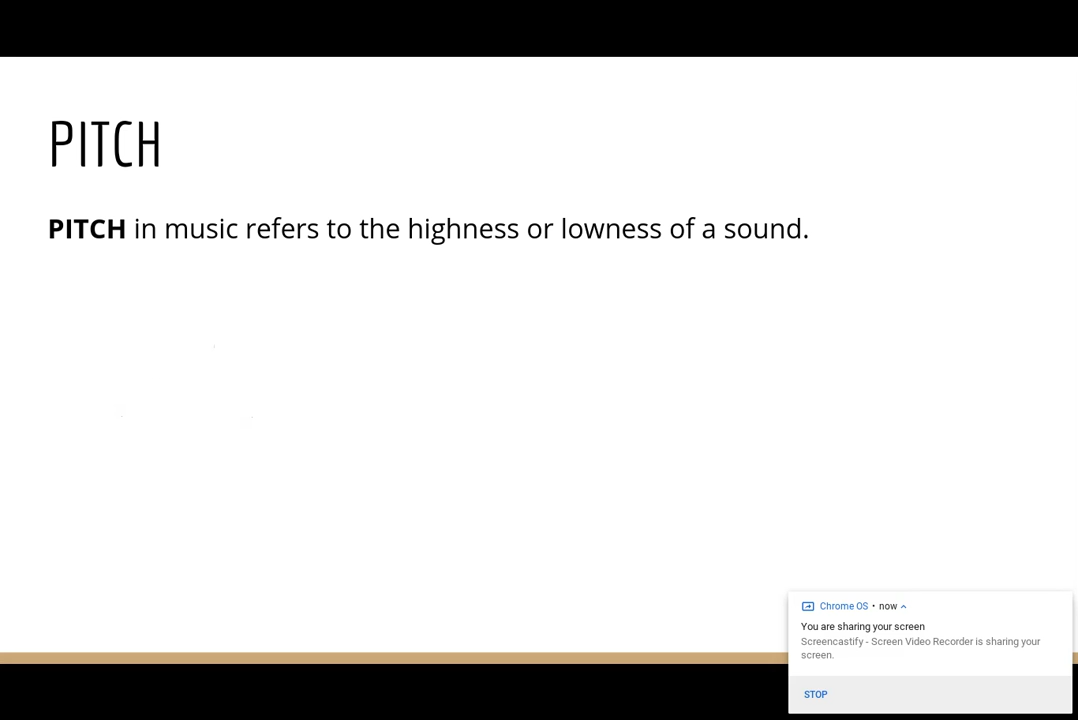 PITCH
PITCH in music refers to the highness or lowness of a sound.
Chrome OS • now
You are sharing your screen
Screencastify - Screen Video Recorder is sharing your
screen.
STOP